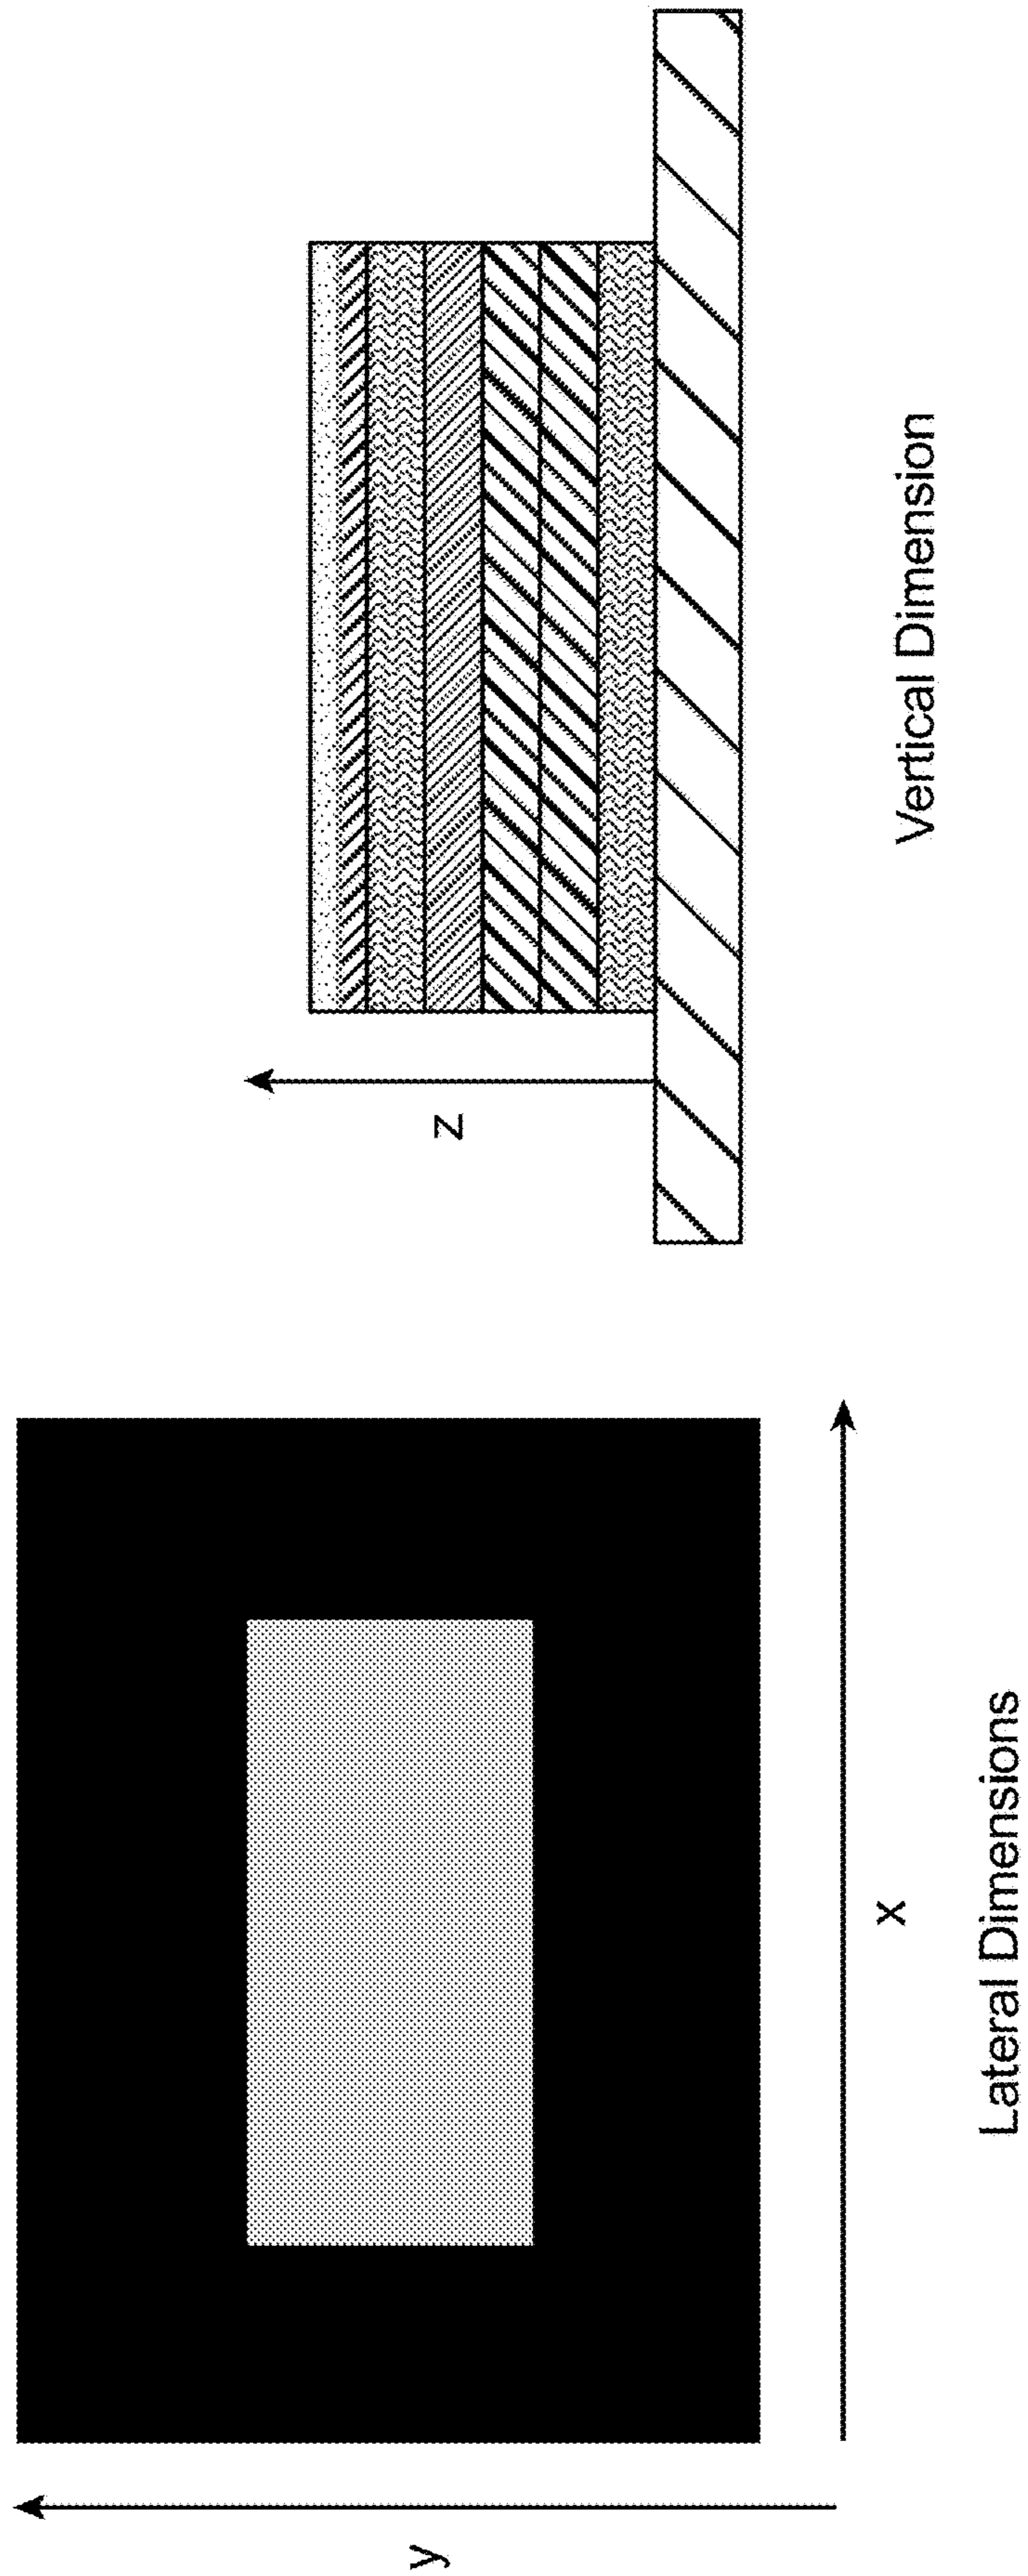 y
x
Lateral Dimensions
z
Vertical Dimension